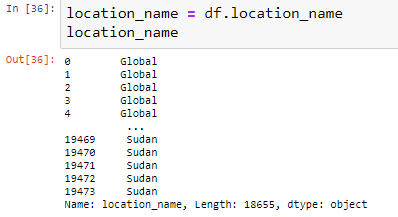 In [36]: location_name = df.location_name
location_name
Out[36]: 0 Global
1 Global
2 Global
3 Global
4 Global
...
19469 Sudan
19470 Sudan
19471 Sudan
19472 Sudan
19473 Sudan
Name: location_name, Length: 18655, dtype: object